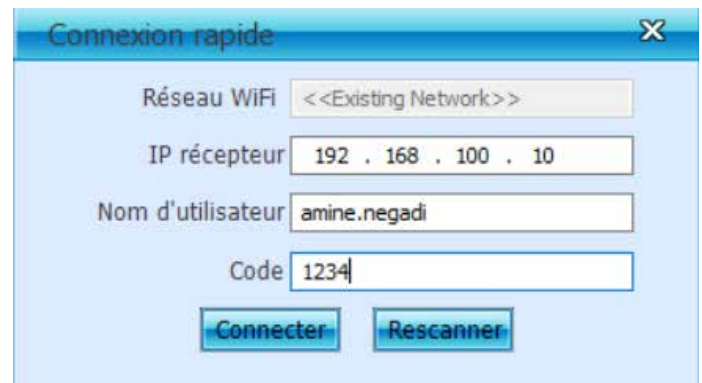 Connexion rapide
Réseau WiFi <<Existing Network>>
IP récepteur 192 . 168 . 100 . 10
Nom d'utilisateur amine.negadi
Code 1234
Connecter Rescanner